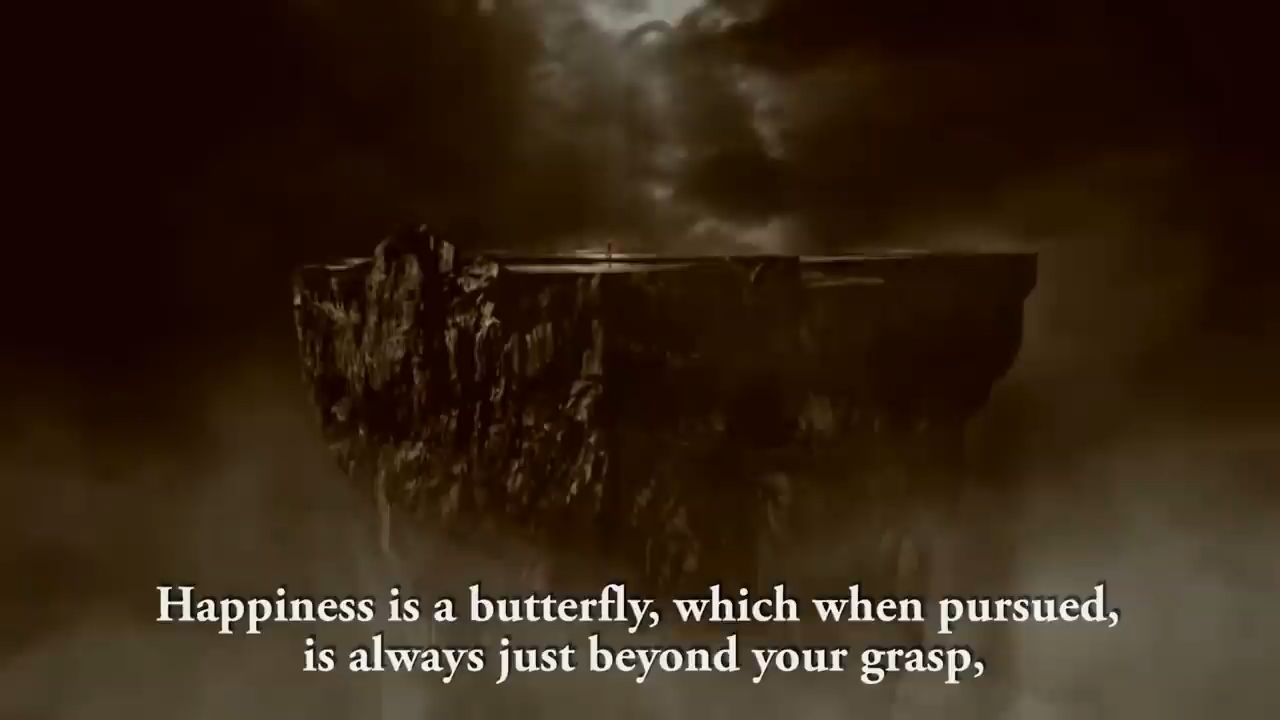 Happiness is a butterfly, which when pursued,
is always just beyond your grasp,